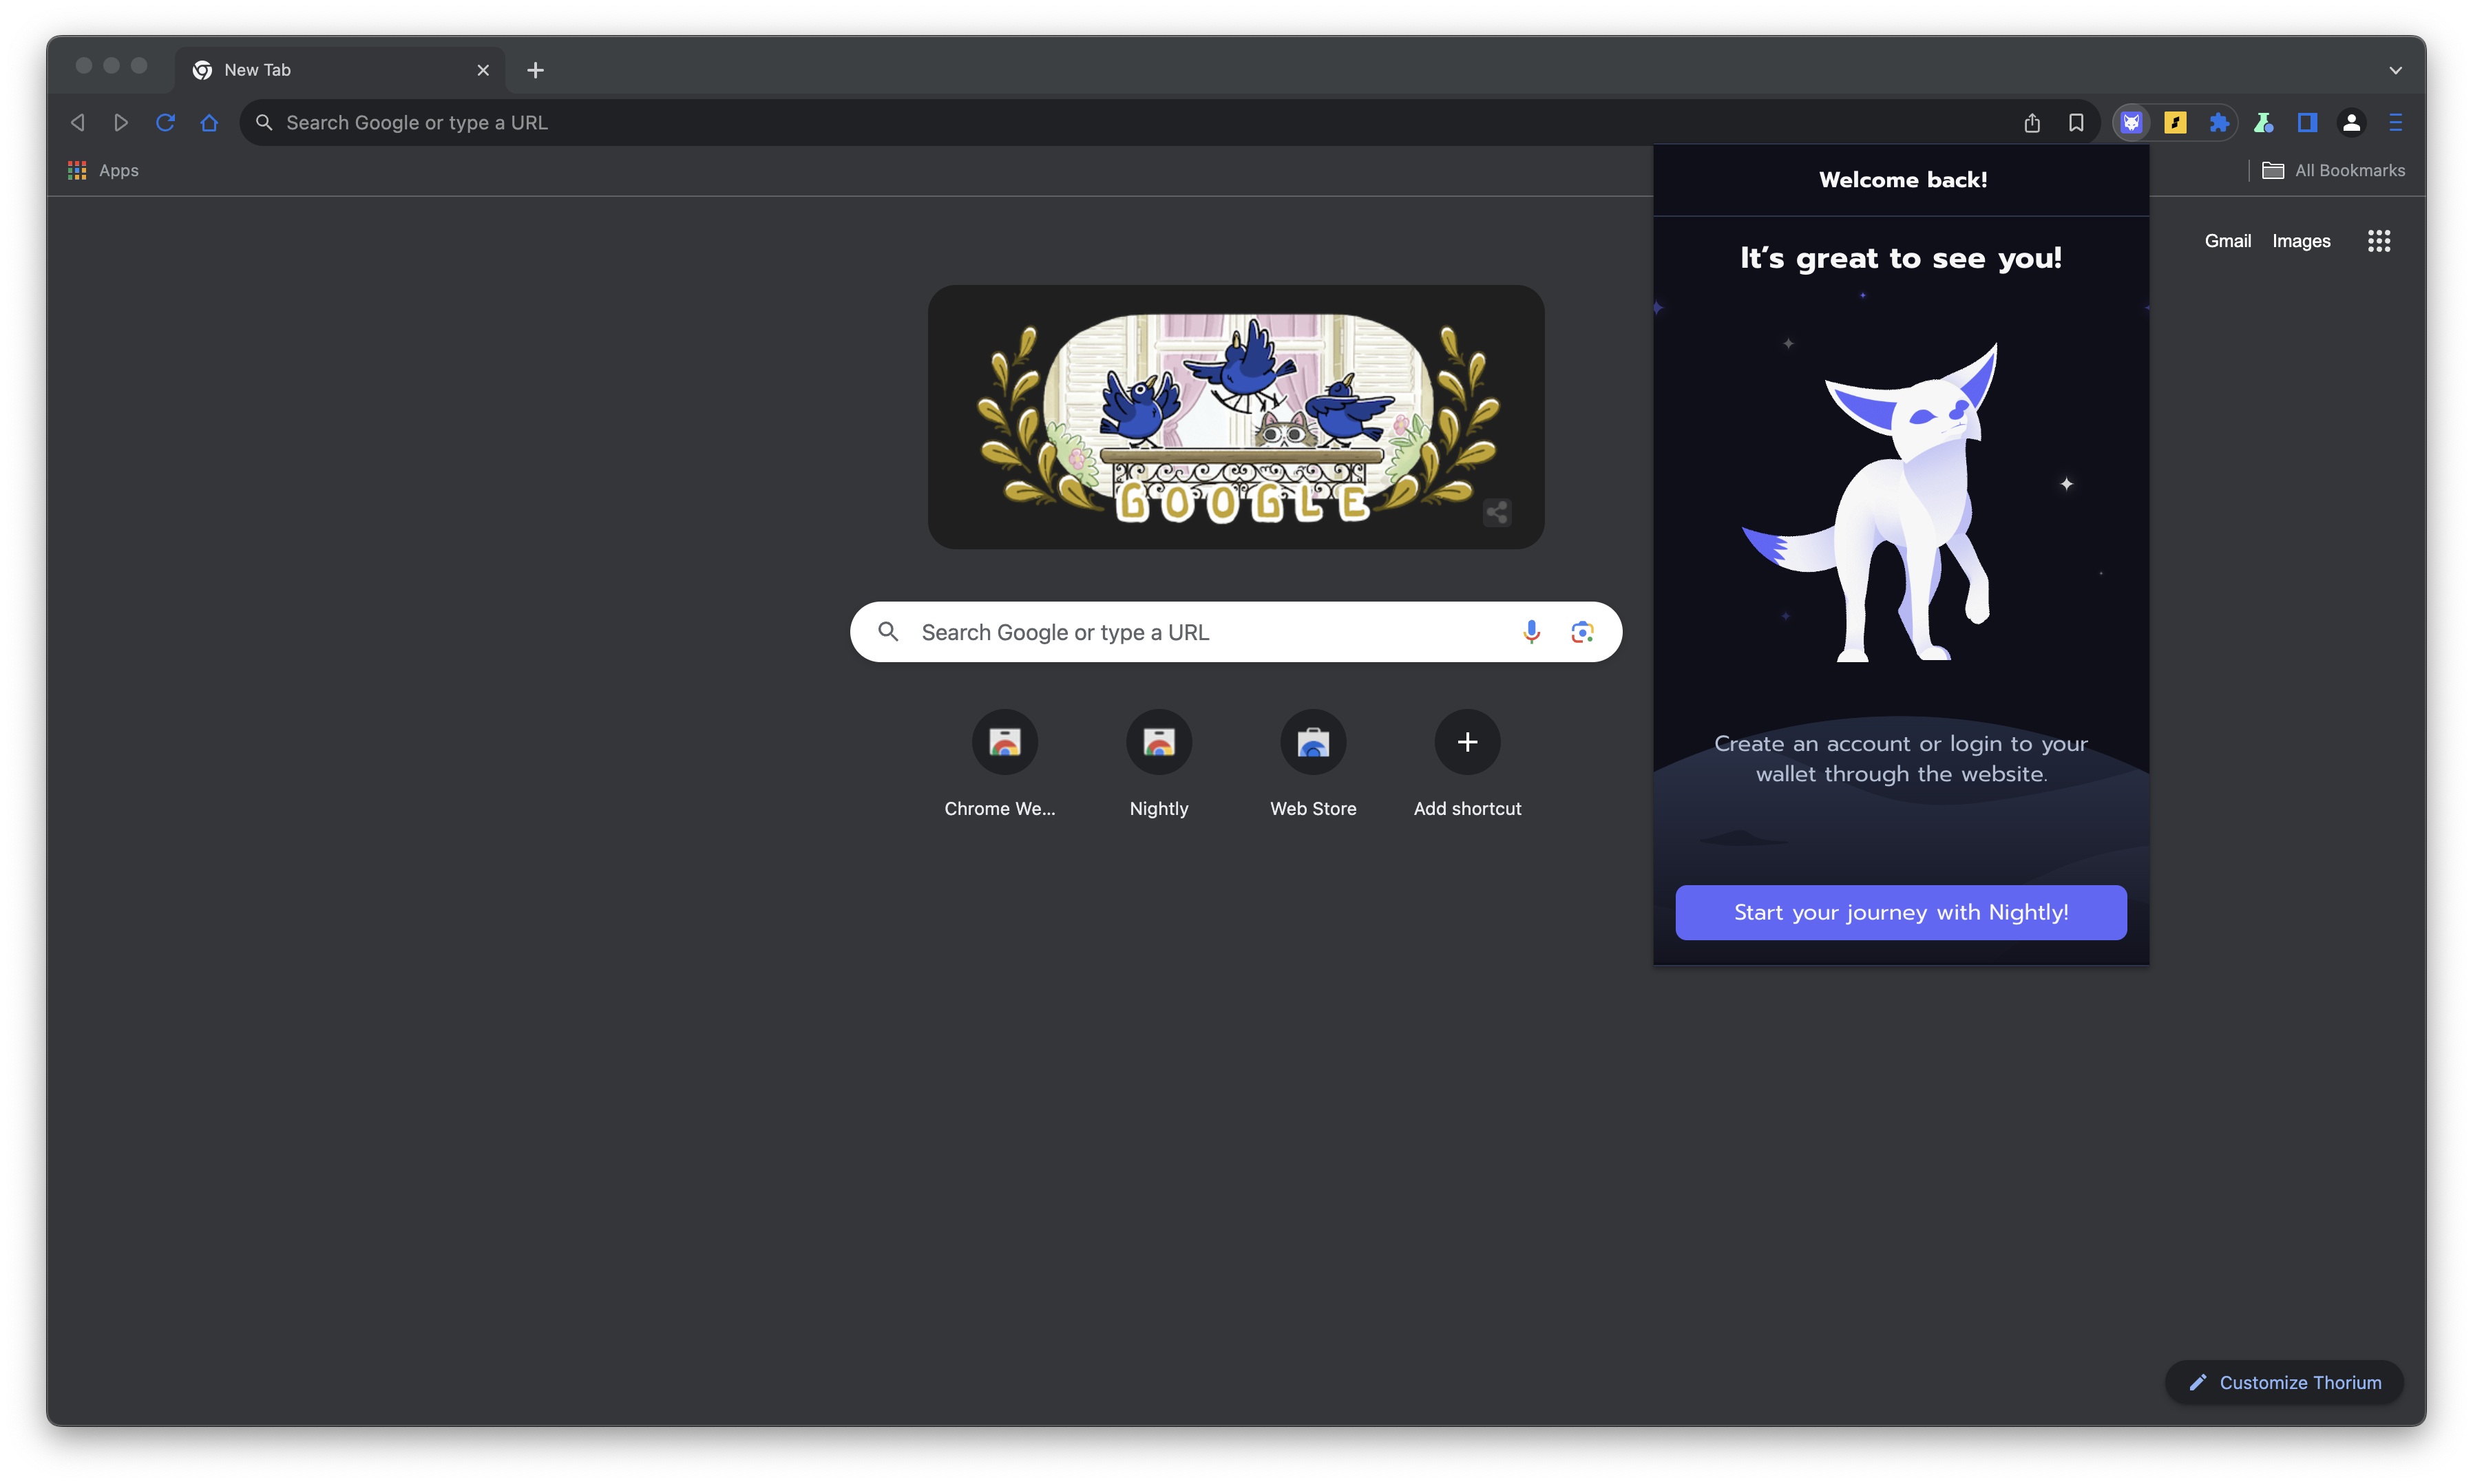 New Tab
Search Google or type a URL
Apps
All Bookmarks
Welcome back!
Gmail Images
It's great to see you!
GOOGLE
Search Google or type a URL
Create an account or login to your
wallet through the website.
Chrome We...
Nightly
Web Store
Add shortcut
Start your journey with Nightly!
Customize Thorium